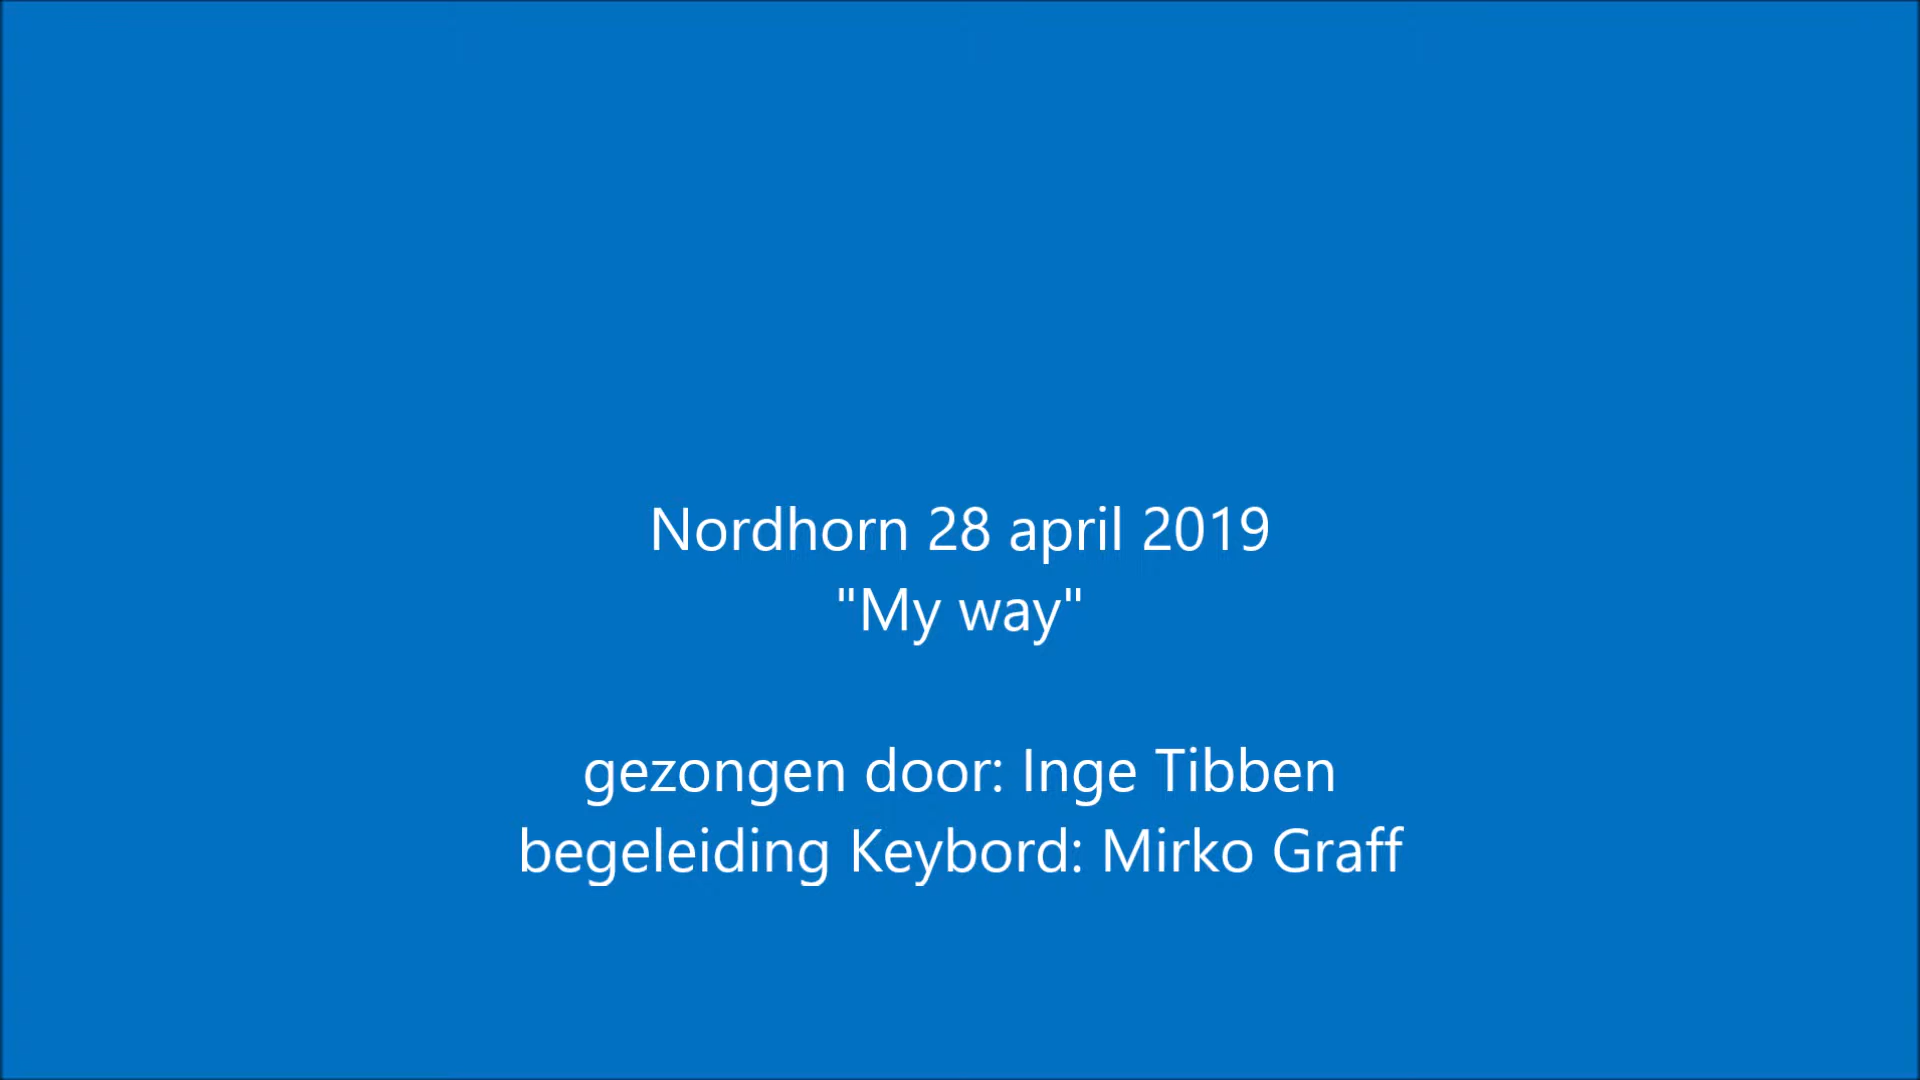 Nordhorn 28 april 2019
"My way"
gezongen door: Inge Tibben
begeleiding Keybord: Mirko Graff